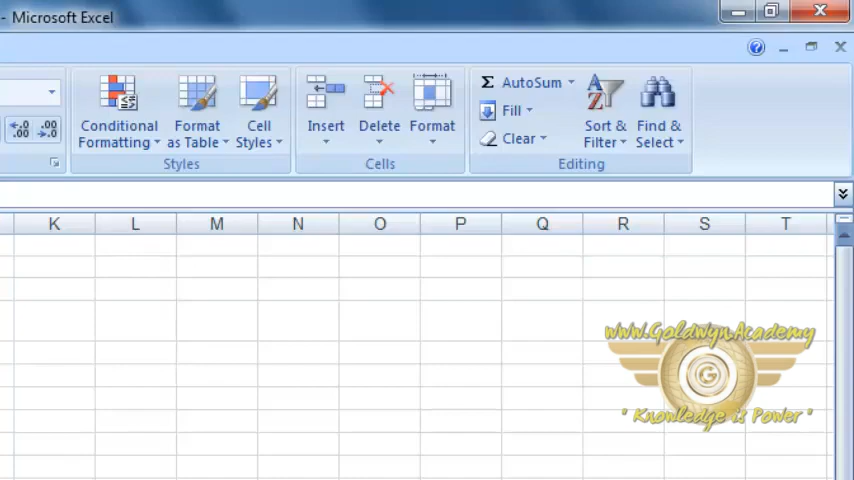 - Microsoft Excel
Conditional Formatting
Format as Table
Cell Styles
Styles
Insert
Delete
Format
Cells
Σ AutoSum
Fill
Clear
Sort & Filter
Find & Select
Editing
K L M N O P Q R S T
www.GoldwynAcademy
G
" Knowledge is Power "